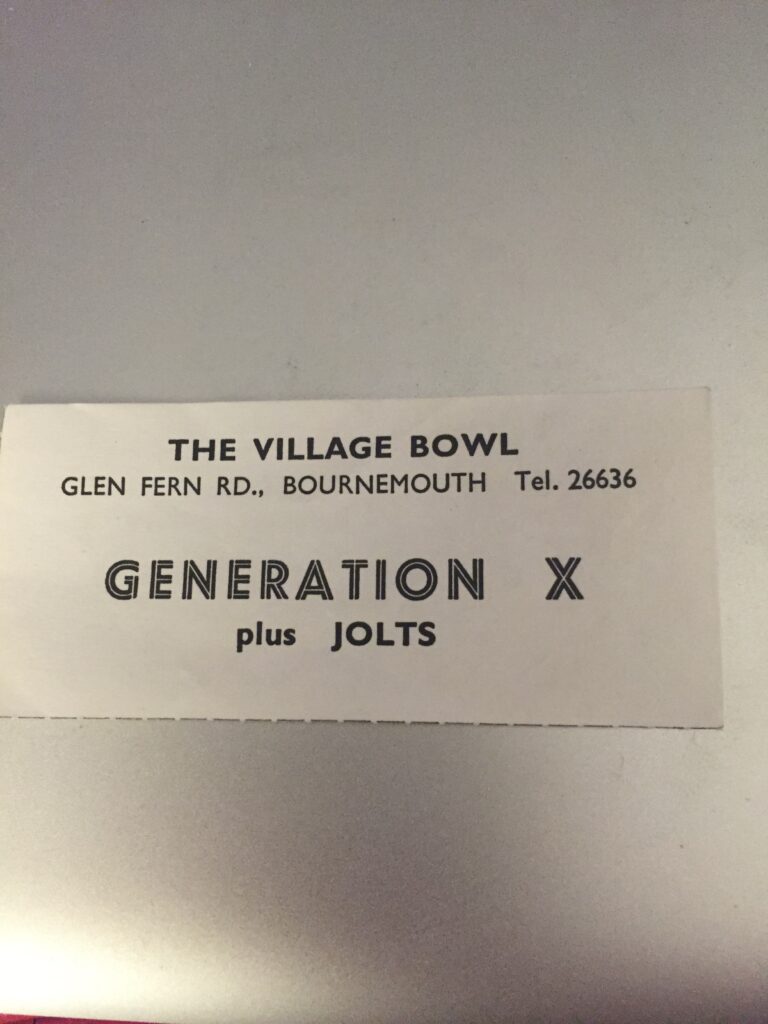 THE VILLAGE BOWL
GLEN FERN RD., BOURNEMOUTH Tel. 26636
GENERATION X
plus JOLTS